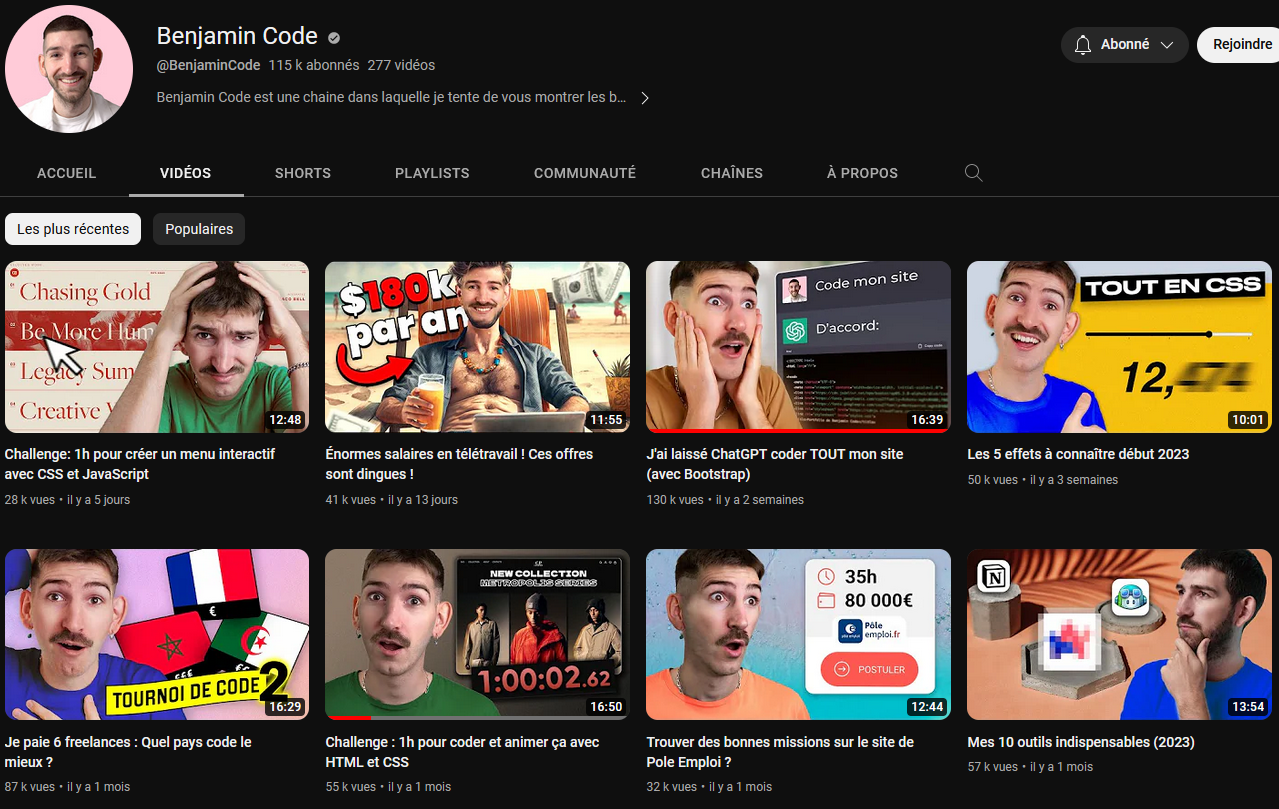 Benjamin Code
@BenjaminCode 115 k abonnés 277 vidéos
Benjamin Code est une chaine dans laquelle je tente de vous montrer les b...
Abonné
Rejoindre
ACCUEIL VIDÉOS SHORTS PLAYLISTS COMMUNAUTÉ CHAÎNES À PROPOS
Les plus récentes Populaires
Chasing Gold
Be More Hum
Legacy Sum
Creative
12:48
Challenge: 1h pour créer un menu interactif
avec CSS et JavaScript
28 k vues • il y a 5 jours
$180k
par an
11:55
Énormes salaires en télétravail ! Ces offres
sont dingues !
41 k vues • il y a 13 jours
Code mon site
D'accord:
16:39
J'ai laissé ChatGPT coder TOUT mon site
(avec Bootstrap)
130 k vues • il y a 2 semaines
TOUT EN CSS
12,
10:01
Les 5 effets à connaître début 2023
50 k vues • il y a 3 semaines
€
€€€
TOURNOI DE CODE 2
16:29
Je paie 6 freelances : Quel pays code le
mieux ?
87 k vues • il y a 1 mois
NEW COLLECTION
METROPOLIS SERIES
1:00:02.62
16:50
Challenge : 1h pour coder et animer ça avec
HTML et CSS
55 k vues • il y a 1 mois
35h
80 000€
pôle emploi
Pôle
emploi.fr
POSTULER
12:44
Trouver des bonnes missions sur le site de
Pole Emploi ?
32 k vues • il y a 1 mois
N
13:54
Mes 10 outils indispensables (2023)
57 k vues • il y a 1 mois